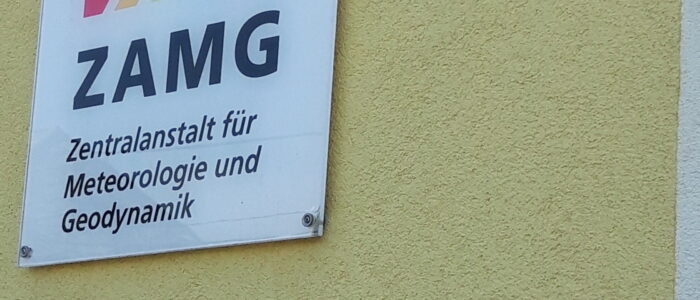 ZAMG
Zentralanstalt für
Meteorologie und
Geodynamik